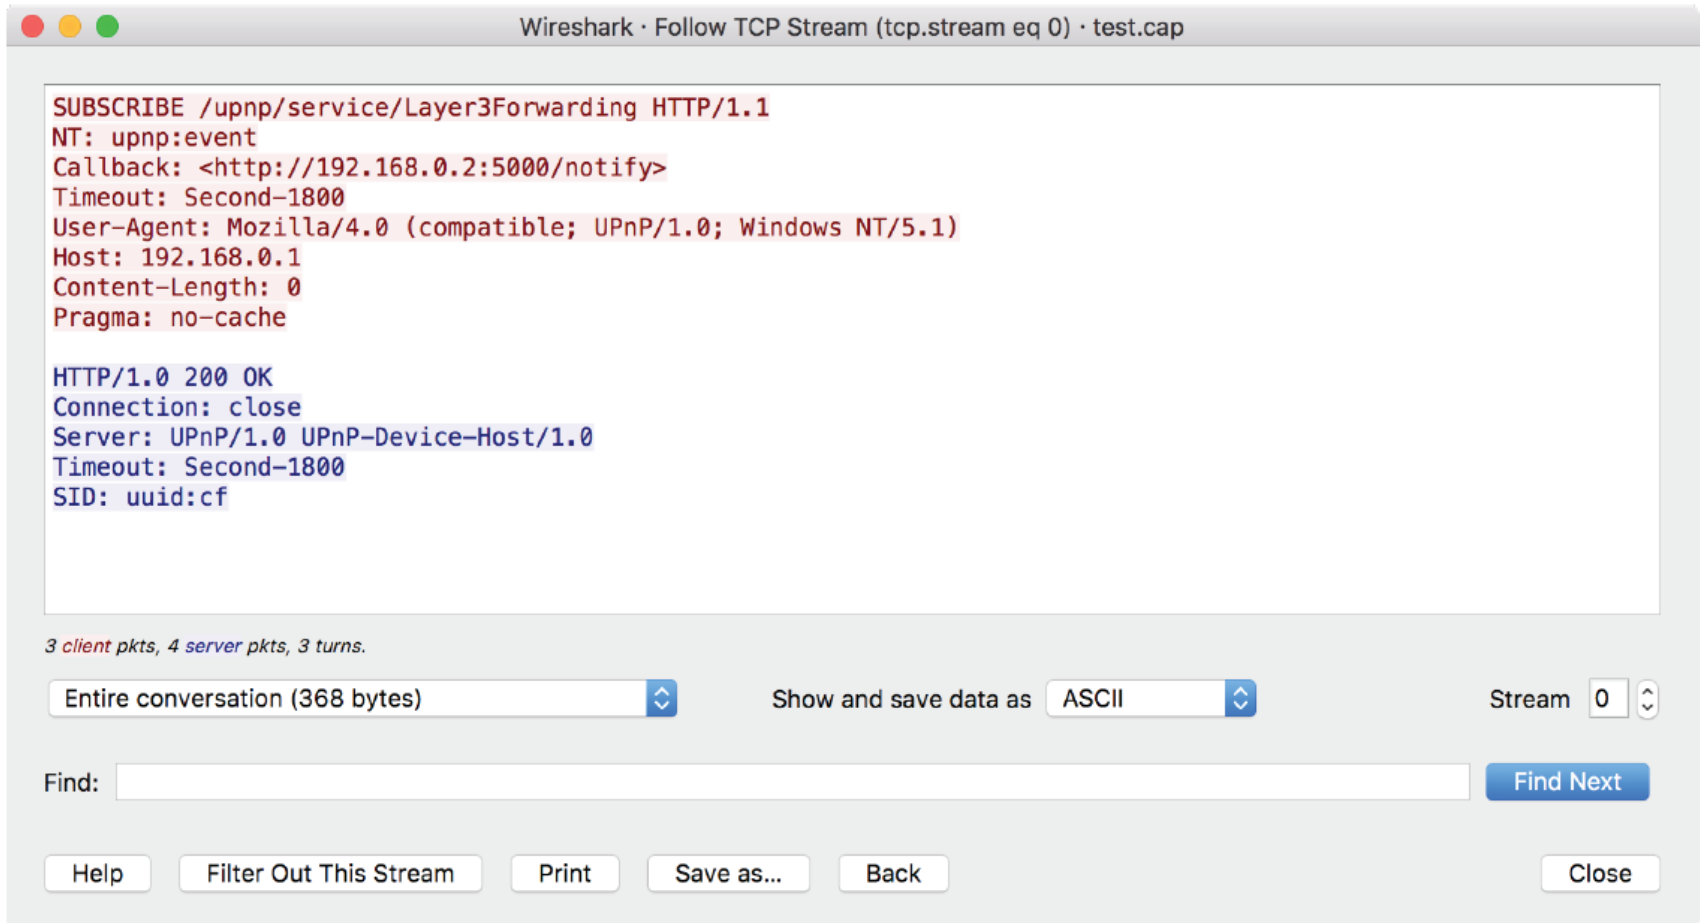 Wireshark · Follow TCP Stream (tcp.stream eq 0) · test.cap
SUBSCRIBE /upnp/service/Layer3Forwarding HTTP/1.1
NT: upnp:event
Callback: <http://192.168.0.2:5000/notify>
Timeout: Second-1800
User-Agent: Mozilla/4.0 (compatible; UPnP/1.0; Windows NT/5.1)
Host: 192.168.0.1
Content-Length: 0
Pragma: no-cache
HTTP/1.0 200 OK
Connection: close
Server: UPnP/1.0 UPnP-Device-Host/1.0
Timeout: Second-1800
SID: uuid:cf
3 client pkts, 4 server pkts, 3 turns.
Entire conversation (368 bytes) Show and save data as ASCII Stream 0
Find: Find Next
Help Filter Out This Stream Print Save as... Back Close